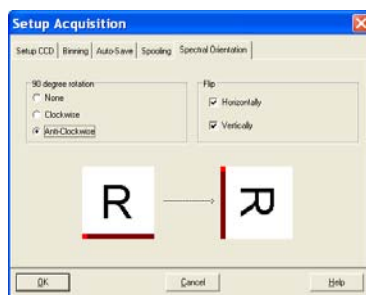 Setup Acquisition
Setup CCD Binning Auto-Save Spooling Spectral Orientation
90 degree rotation
None
Clockwise
Anti-Clockwise
Flip
Horizontally
Vertically
R R
OK Cancel Help